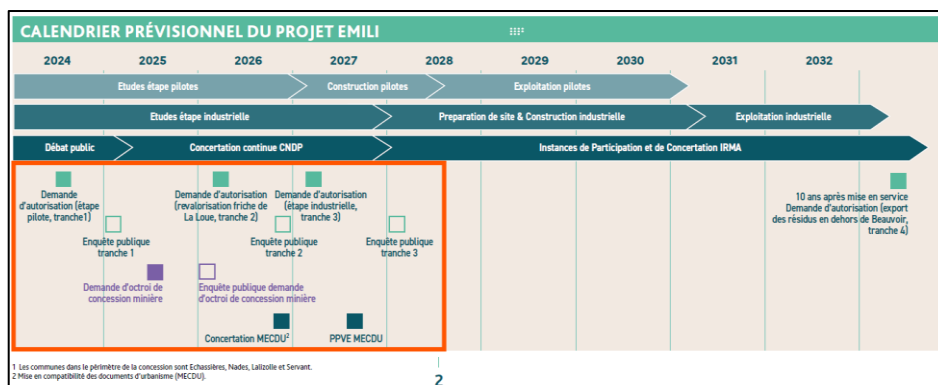 CALENDRIER PRÉVISIONNEL DU PROJET EMILI
2024 2025 2026 2027 2028 2029 2030 2031 2032
Etudes étape pilotes Construction pilotes Exploitation pilotes
Etudes étape industrielle Preparation de site & Construction industrielle Exploitation industrielle
Débat public Concertation continue CNDP Instances de Participation et de Concertation IRMA
Demande
d'autorisation (étape
pilote, tranche1)
Demande d'autorisation
(revalorisation friche de
La Loue, tranche 2)
Demande d'autorisation
(étape industrielle,
tranche 3)
10 ans après mise en service
Demande d'autorisation (export
des résidus en dehors de Beauvoir,
tranche 4)
Enquête publique
tranche 1
Enquête publique
tranche 2
Enquête publique
tranche 3
Demande d'octroi de
concession minière
Enquête publique demande
d'octroi de concession minière
Concertation MECDU²
PPVE MECDU
1 Les communes dans le périmètre de la concession sont Echassières, Nades, Lalizolle et Servant.
2 Mise en compatibilité des documents d'urbanisme (MECDU).
2